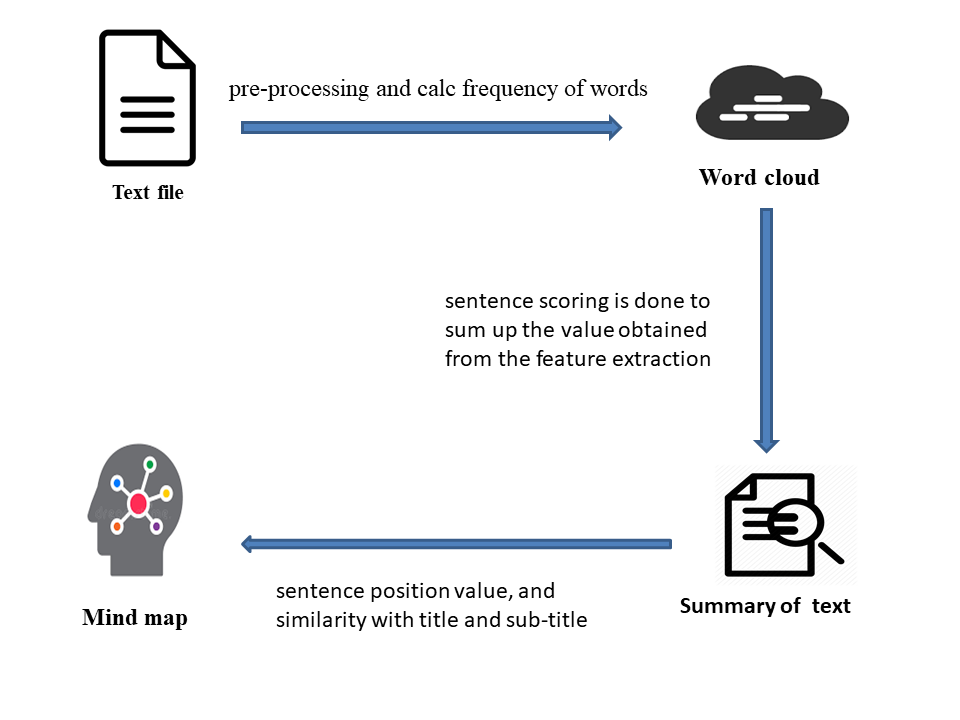 pre-processing and calc frequency of words
Text file
Word cloud
sentence scoring is done to
sum up the value obtained
from the feature extraction
sentence position value, and
similarity with title and sub-title
Mind map
Summary of text